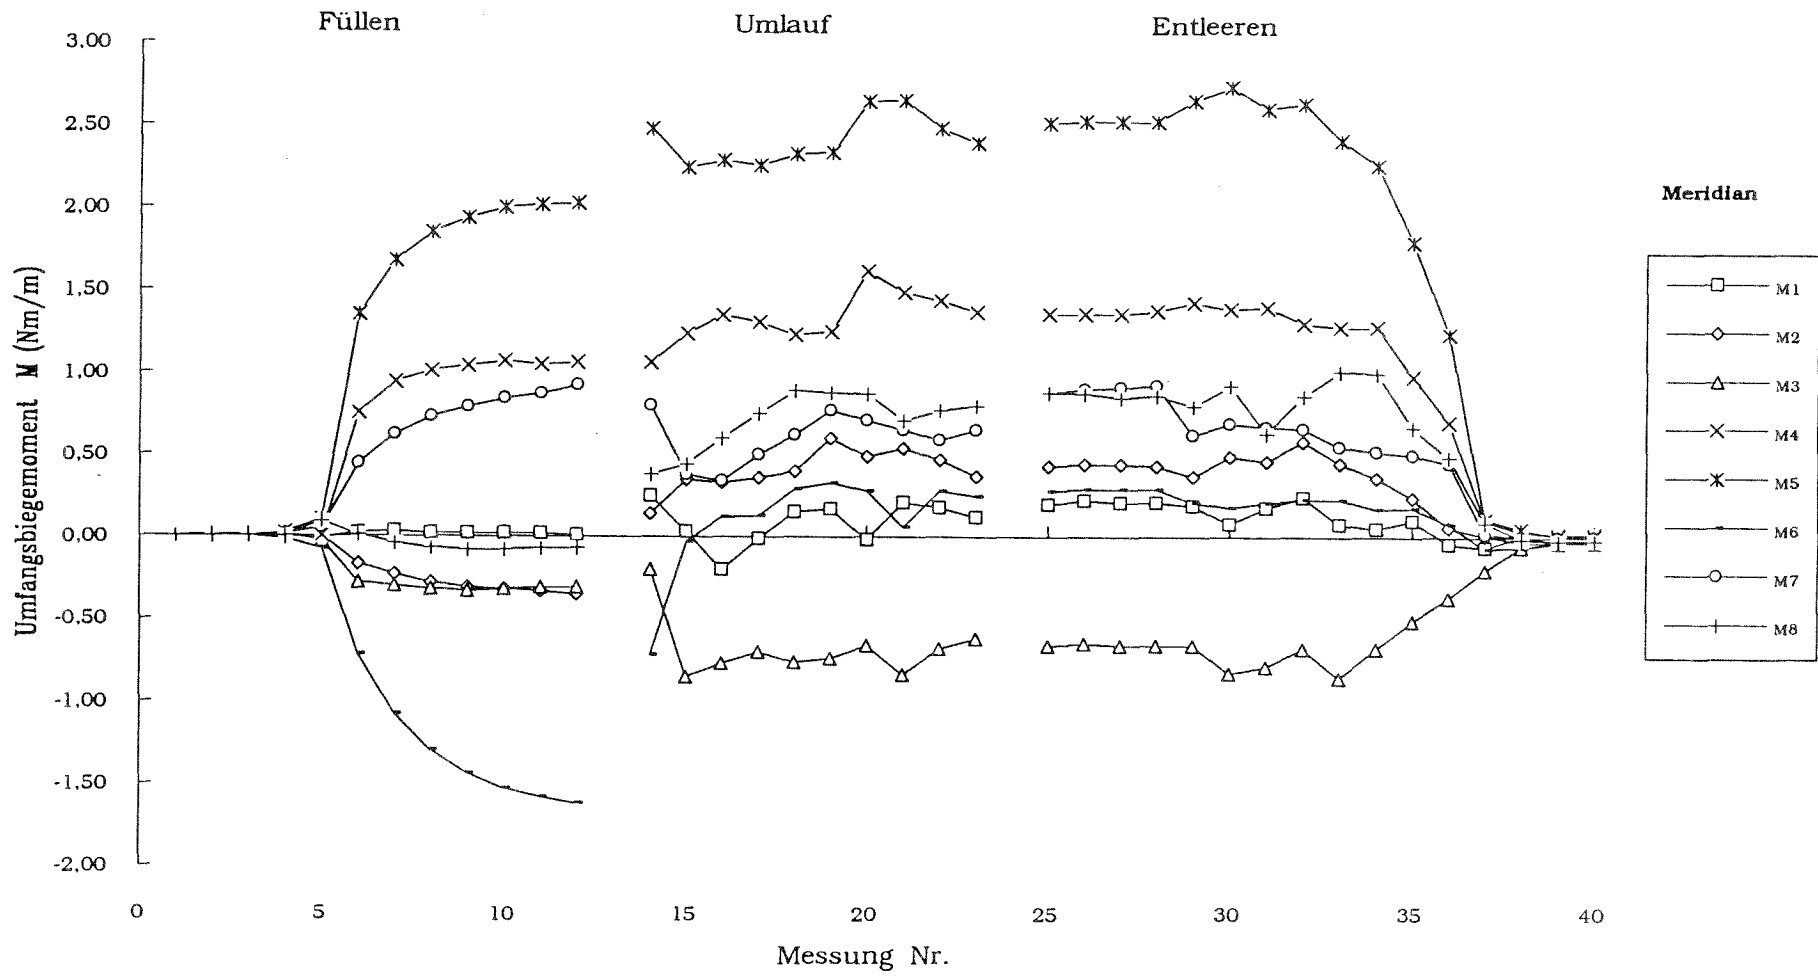 Füllen Umlauf Entleeren
3.00
2.50
2.00
1.50
1.00
0.50
0.00
-0.50
-1.00
-1.50
-2.00
Umfangsbiegemoment M (Nm/m)
0 5 10 15 20 25 30 35 40
Messung Nr.
Meridian
M1
M2
M3
M4
M5
M6
M7
M8